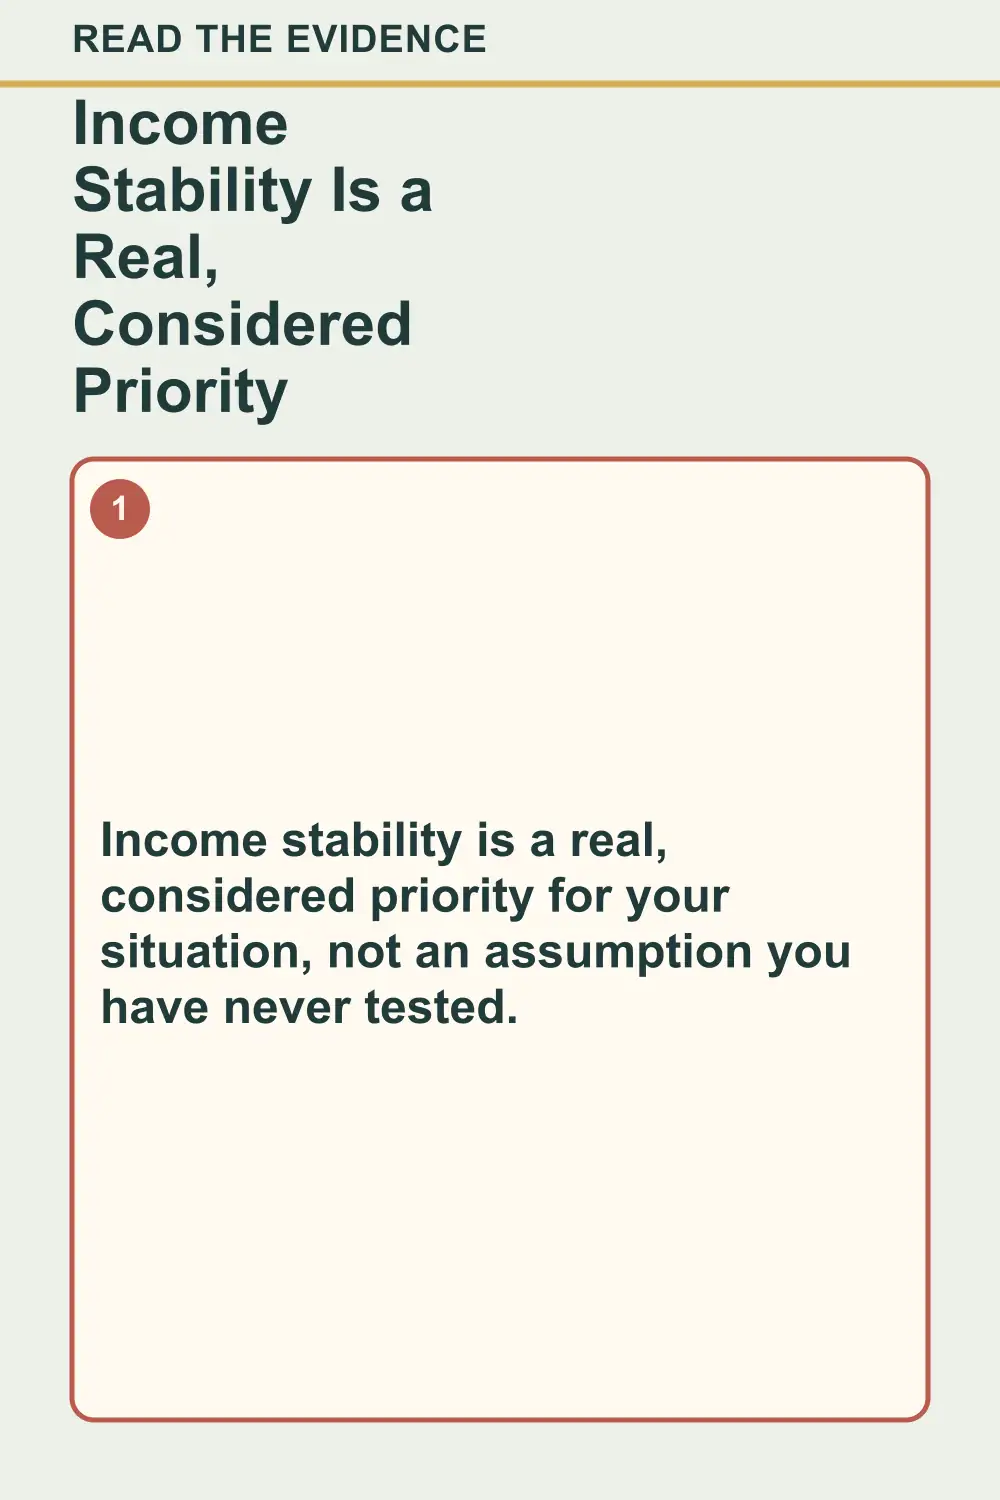 READ THE EVIDENCE
Income
Stability Is a
Real,
Considered
Priority
1
Income stability is a real,
considered priority for your
situation, not an assumption you
have never tested.